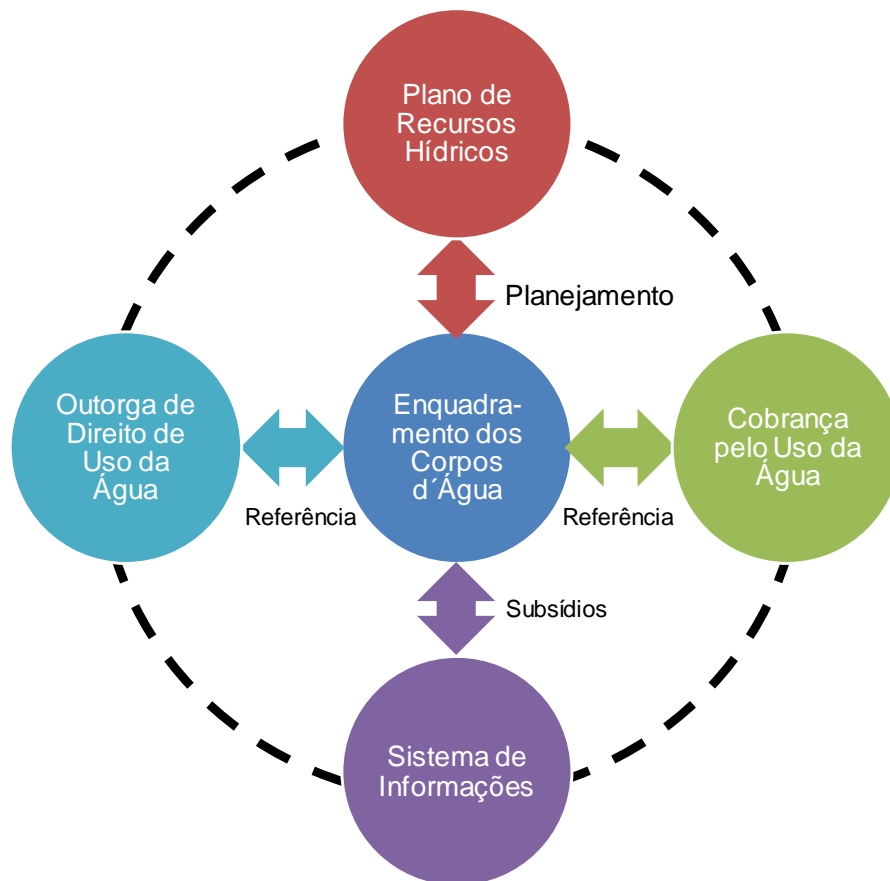 Plano de
Recursos
Hídricos
Planejamento
Outorga de
Direito de
Uso da
Água
Enquadra-
mento dos
Corpos
d´Água
Cobrança
pelo Uso da
Água
Referência
Referência
Subsídios
Sistema de
Informações